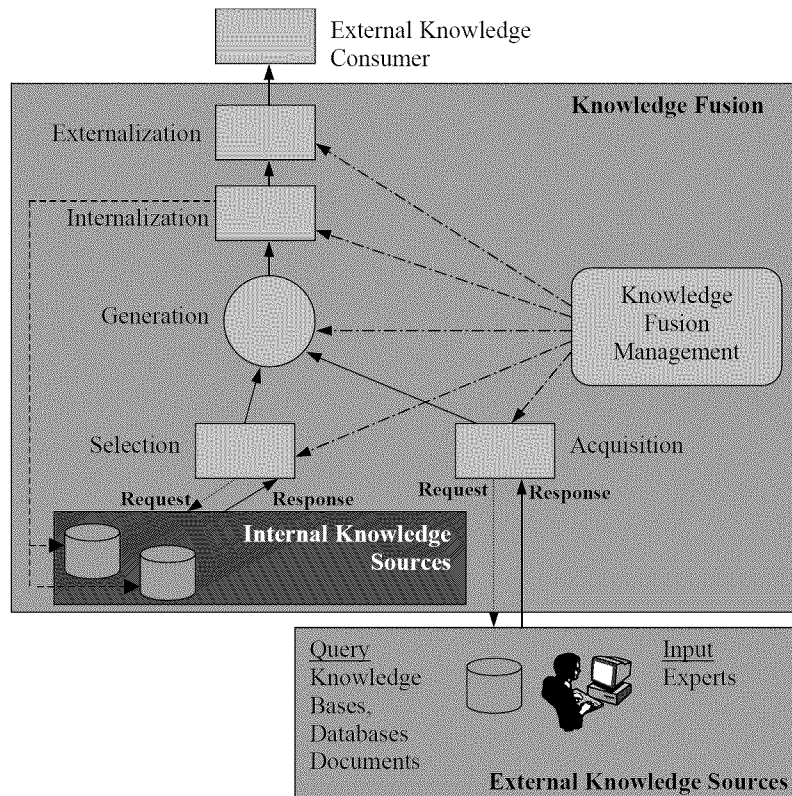 External Knowledge
Consumer
Knowledge Fusion
Externalization
Internalization
Generation
Knowledge
Fusion
Management
Selection
Acquisition
Request
Response
Request
Response
Internal Knowledge
Sources
Query
Knowledge
Bases,
Databases
Documents
Input
Experts
External Knowledge Sources